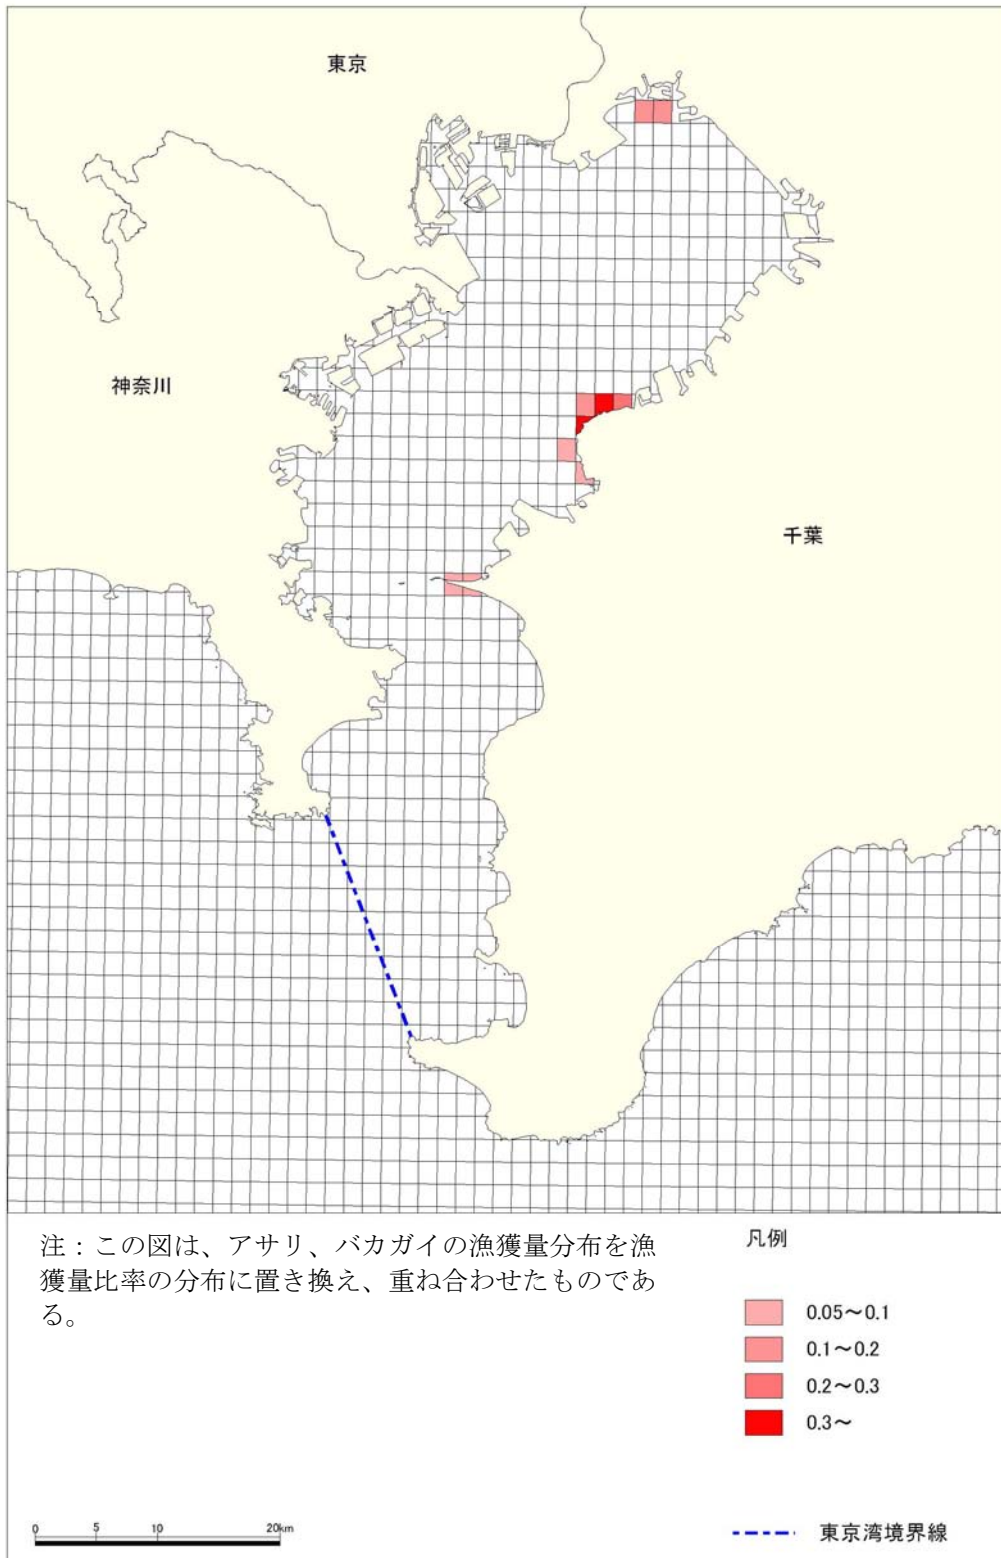 東京
神奈川
千葉
注：この図は、アサリ、バカガイの漁獲量分布を漁
獲量比率の分布に置き換え、重ね合わせたものであ
る。
凡例
0.05～0.1
0.1～0.2
0.2～0.3
0.3～
0 5 10 20km
東京湾境界線